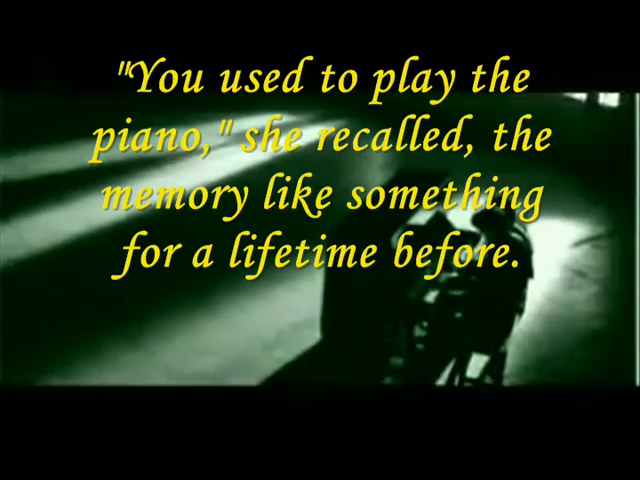 "You used to play the
piano," she recalled, the
memory like something
for a lifetime before.